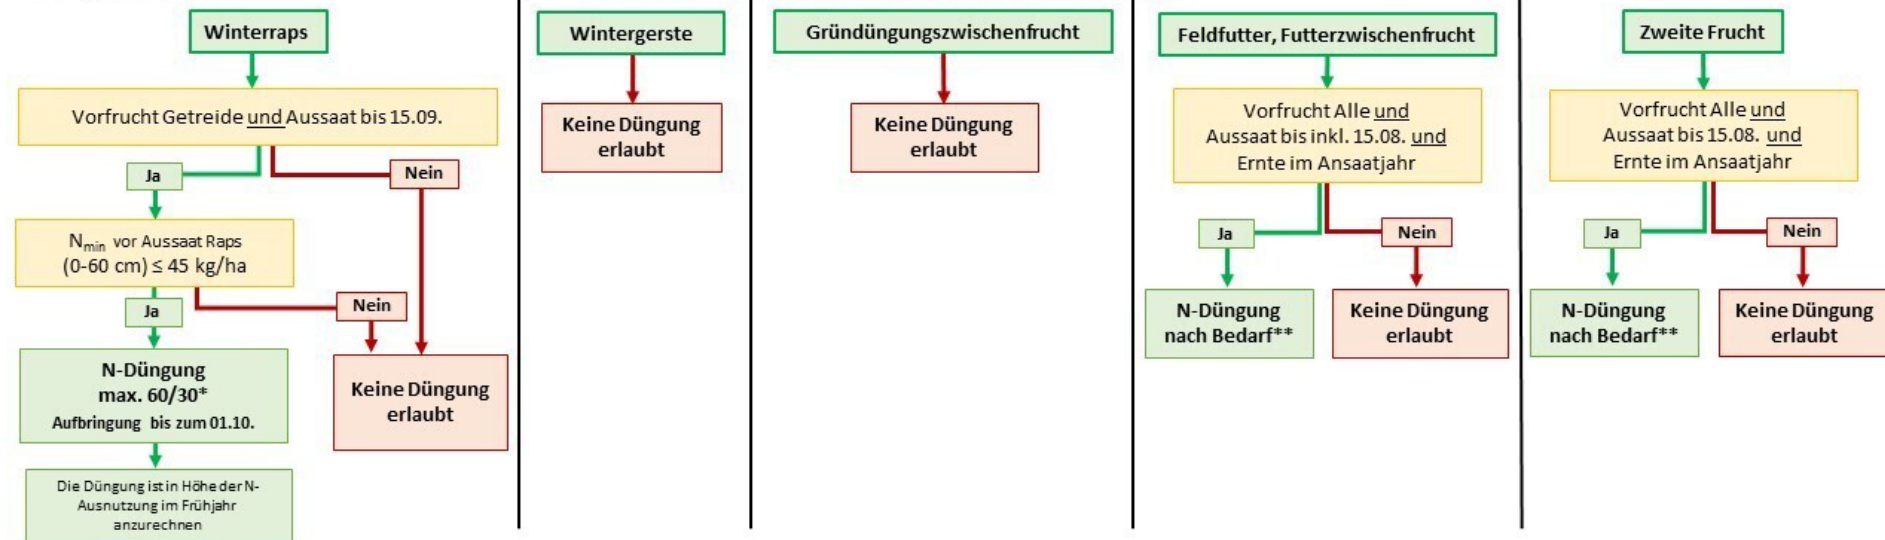 Winterraps
Vorfrucht Getreide und Aussaat bis 15.09.
Ja
Nein
N_min vor Aussaat Raps
(0-60 cm) ≤ 45 kg/ha
Ja
Nein
N-Düngung
max. 60/30*
Aufbringung bis zum 01.10.
Keine Düngung
erlaubt
Die Düngung ist in Höhe der N-
Ausnutzung im Frühjahr
anzurechnen
Wintergerste
Keine Düngung
erlaubt
Gründüngungszwischenfrucht
Keine Düngung
erlaubt
Feldfutter, Futterzwischenfrucht
Vorfrucht Alle und
Aussaat bis inkl. 15.08. und
Ernte im Ansaatjahr
Ja
Nein
N-Düngung
nach Bedarf**
Keine Düngung
erlaubt
Zweite Frucht
Vorfrucht Alle und
Aussaat bis 15.08. und
Ernte im Ansaatjahr
Ja
Nein
N-Düngung
nach Bedarf**
Keine Düngung
erlaubt